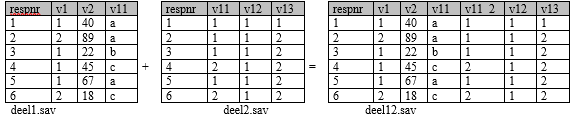 respnr v1 v2 v11
1 1 40 a
2 2 89 a
3 1 22 b
4 1 45 c
5 1 67 a
6 2 18 c
deel1.sav
+
respnr v11 v12 v13
1 1 1 1
2 1 1 2
3 1 1 2
4 2 1 2
5 1 1 2
6 2 1 2
deel2.sav
=
respnr v1 v2 v11 v11_2 v12 v13
1 1 40 a 1 1 1
2 2 89 a 1 1 2
3 1 22 b 1 1 2
4 1 45 c 2 1 2
5 1 67 a 1 1 2
6 2 18 c 2 1 2
deel12.sav